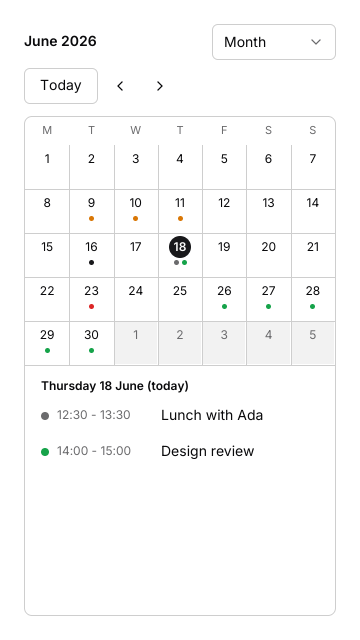 June 2026
Month
Today
M T W T F S S
1 2 3 4 5 6 7
8 9 10 11 12 13 14
15 16 17 18 19 20 21
22 23 24 25 26 27 28
29 30 1 2 3 4 5
Thursday 18 June (today)
12:30 - 13:30 Lunch with Ada
14:00 - 15:00 Design review